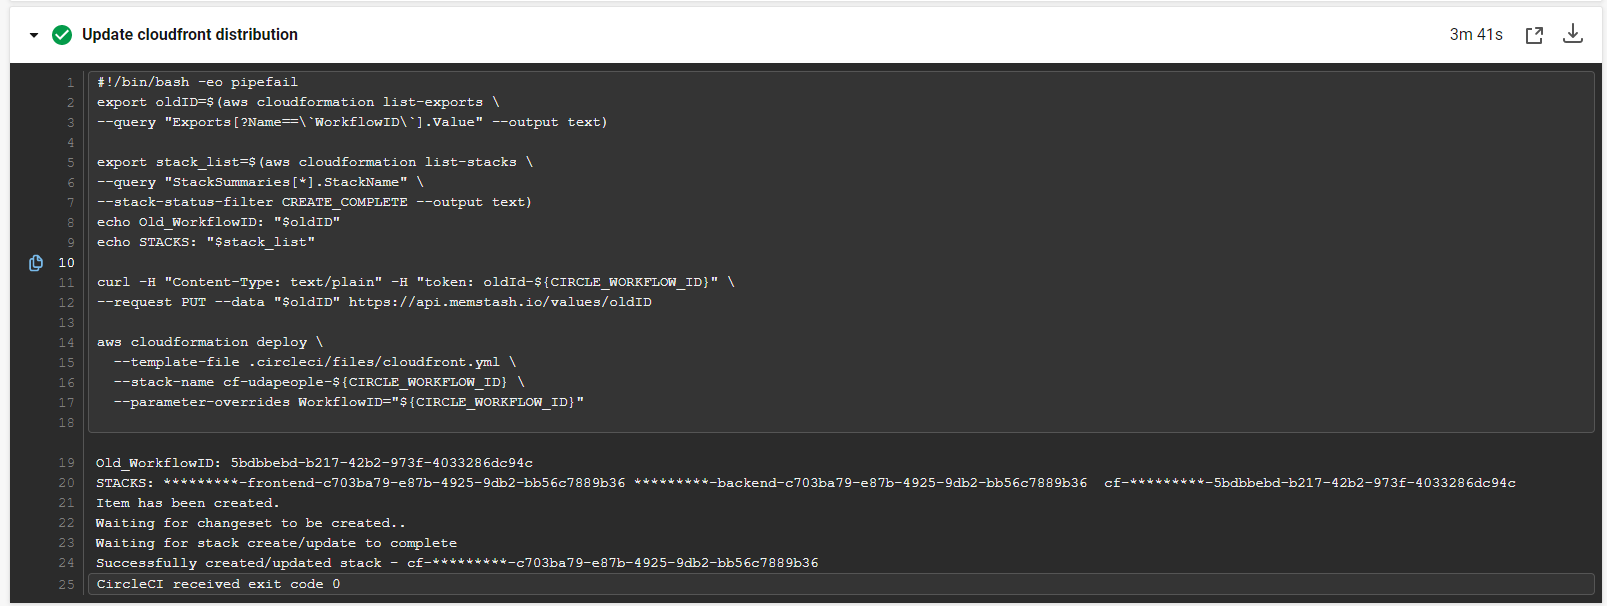 Update cloudfront distribution
3m 41s
1 #!/bin/bash -eo pipefail
2 export oldID=$(aws cloudformation list-exports \
3 --query "Exports[?Name==\`WorkflowID\`].Value" --output text)
4
5 export stack_list=$(aws cloudformation list-stacks \
6 --query "StackSummaries[*].StackName" \
7 --stack-status-filter CREATE_COMPLETE --output text)
8 echo Old_WorkflowID: "$oldID"
9 echo STACKS: "$stack_list"
10
11 curl -H "Content-Type: text/plain" -H "token: oldId-${CIRCLE_WORKFLOW_ID}" \
12 --request PUT --data "$oldID" https://api.memstash.io/values/oldID
13
14 aws cloudformation deploy \
15   --template-file .circleci/files/cloudfront.yml \
16   --stack-name cf-udapeople-${CIRCLE_WORKFLOW_ID} \
17   --parameter-overrides WorkflowID="${CIRCLE_WORKFLOW_ID}"
18
19 Old_WorkflowID: 5bdbbebd-b217-42b2-973f-4033286dc94c
20 STACKS: *********-frontend-c703ba79-e87b-4925-9db2-bb56c7889b36 *********-backend-c703ba79-e87b-4925-9db2-bb56c7889b36  cf-*********-5bdbbebd-b217-42b2-973f-4033286dc94c
21 Item has been created.
22 Waiting for changeset to be created..
23 Waiting for stack create/update to complete
24 Successfully created/updated stack - cf-*********-c703ba79-e87b-4925-9db2-bb56c7889b36
25 CircleCI received exit code 0